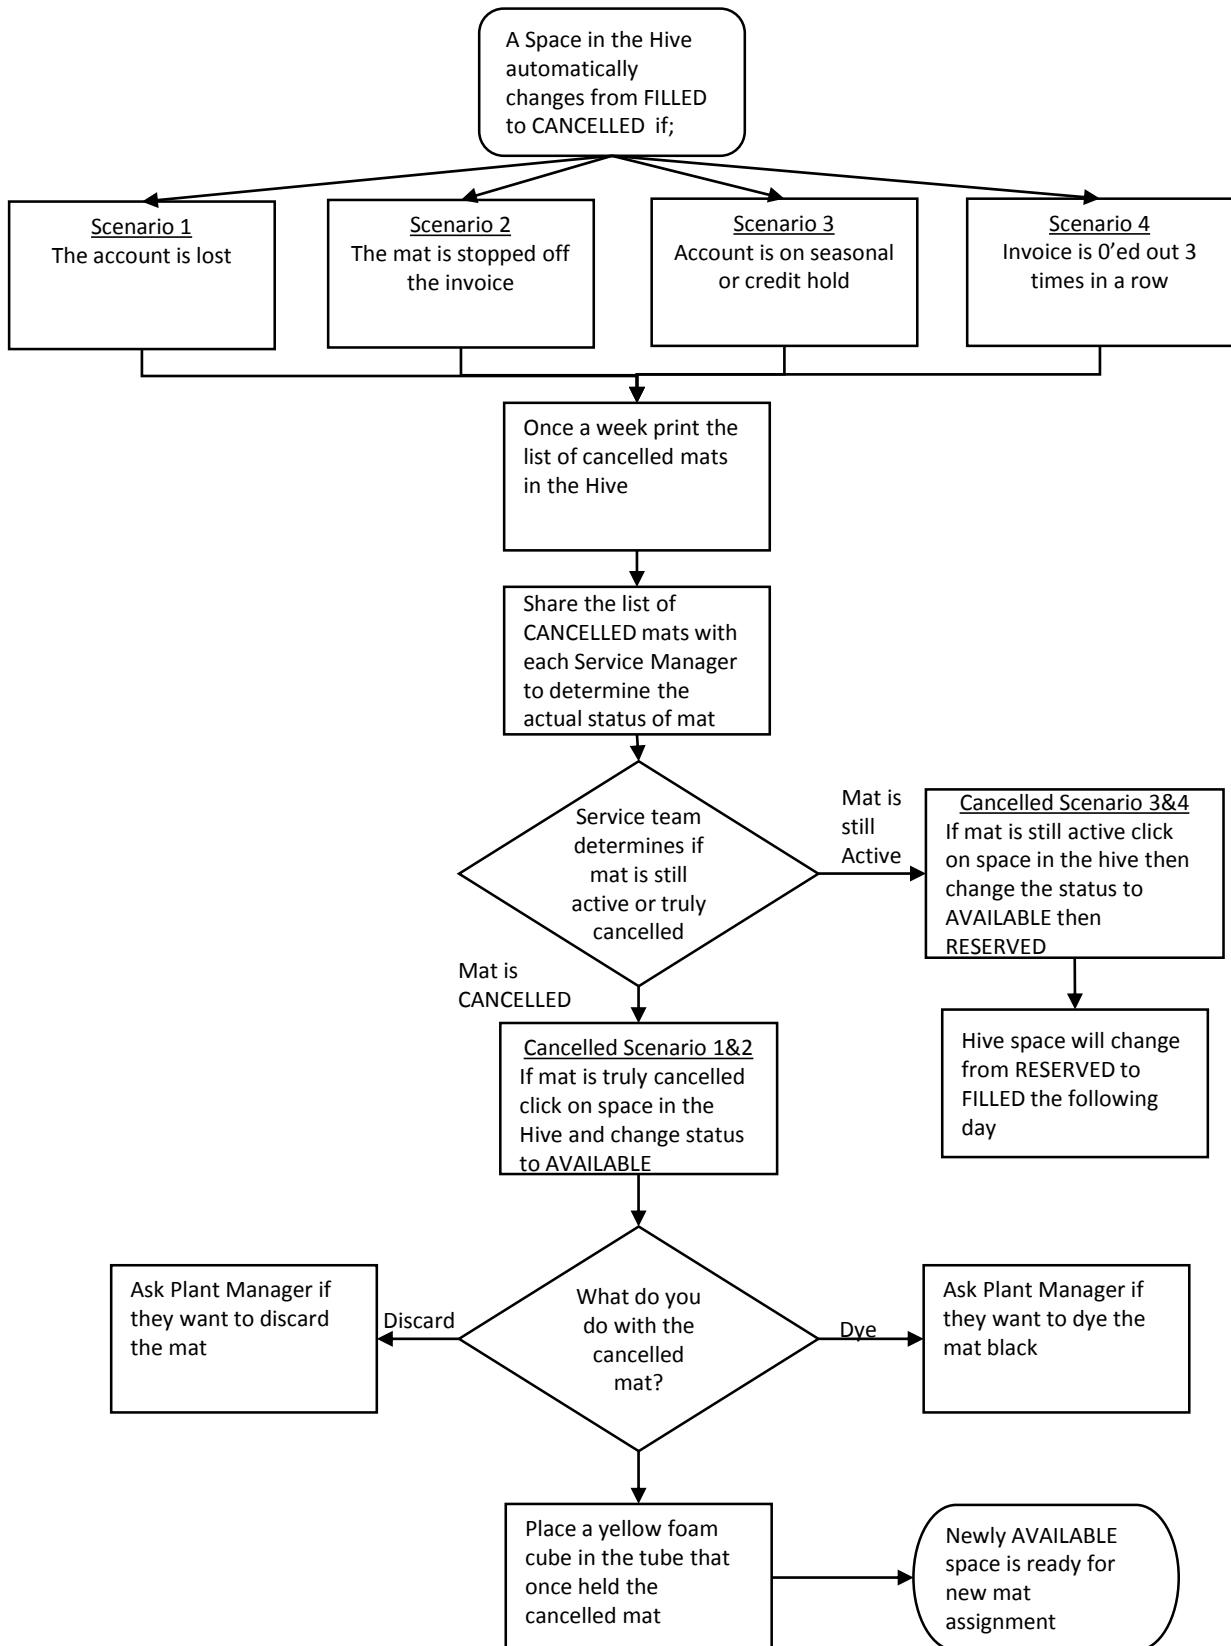 A Space in the Hive
automatically
changes from FILLED
to CANCELLED  if;
Scenario 1
The account is lost
Scenario 2
The mat is stopped off
the invoice
Scenario 3
Account is on seasonal
or credit hold
Scenario 4
Invoice is 0’ed out 3
times in a row
Once a week print the
list of cancelled mats
in the Hive
Share the list of
CANCELLED mats with
each Service Manager
to determine the
actual status of mat
Service team
determines if
mat is still
active or truly
cancelled
Mat is
still
Active
Cancelled Scenario 3&4
If mat is still active click
on space in the hive then
change the status to
AVAILABLE then
RESERVED
Hive space will change
from RESERVED to
FILLED the following
day
Mat is
CANCELLED
Cancelled Scenario 1&2
If mat is truly cancelled
click on space in the
Hive and change status
to AVAILABLE
What do you
do with the
cancelled
mat?
Discard
Ask Plant Manager if
they want to discard
the mat
Dye
Ask Plant Manager if
they want to dye the
mat black
Place a yellow foam
cube in the tube that
once held the
cancelled mat
Newly AVAILABLE
space is ready for
new mat
assignment